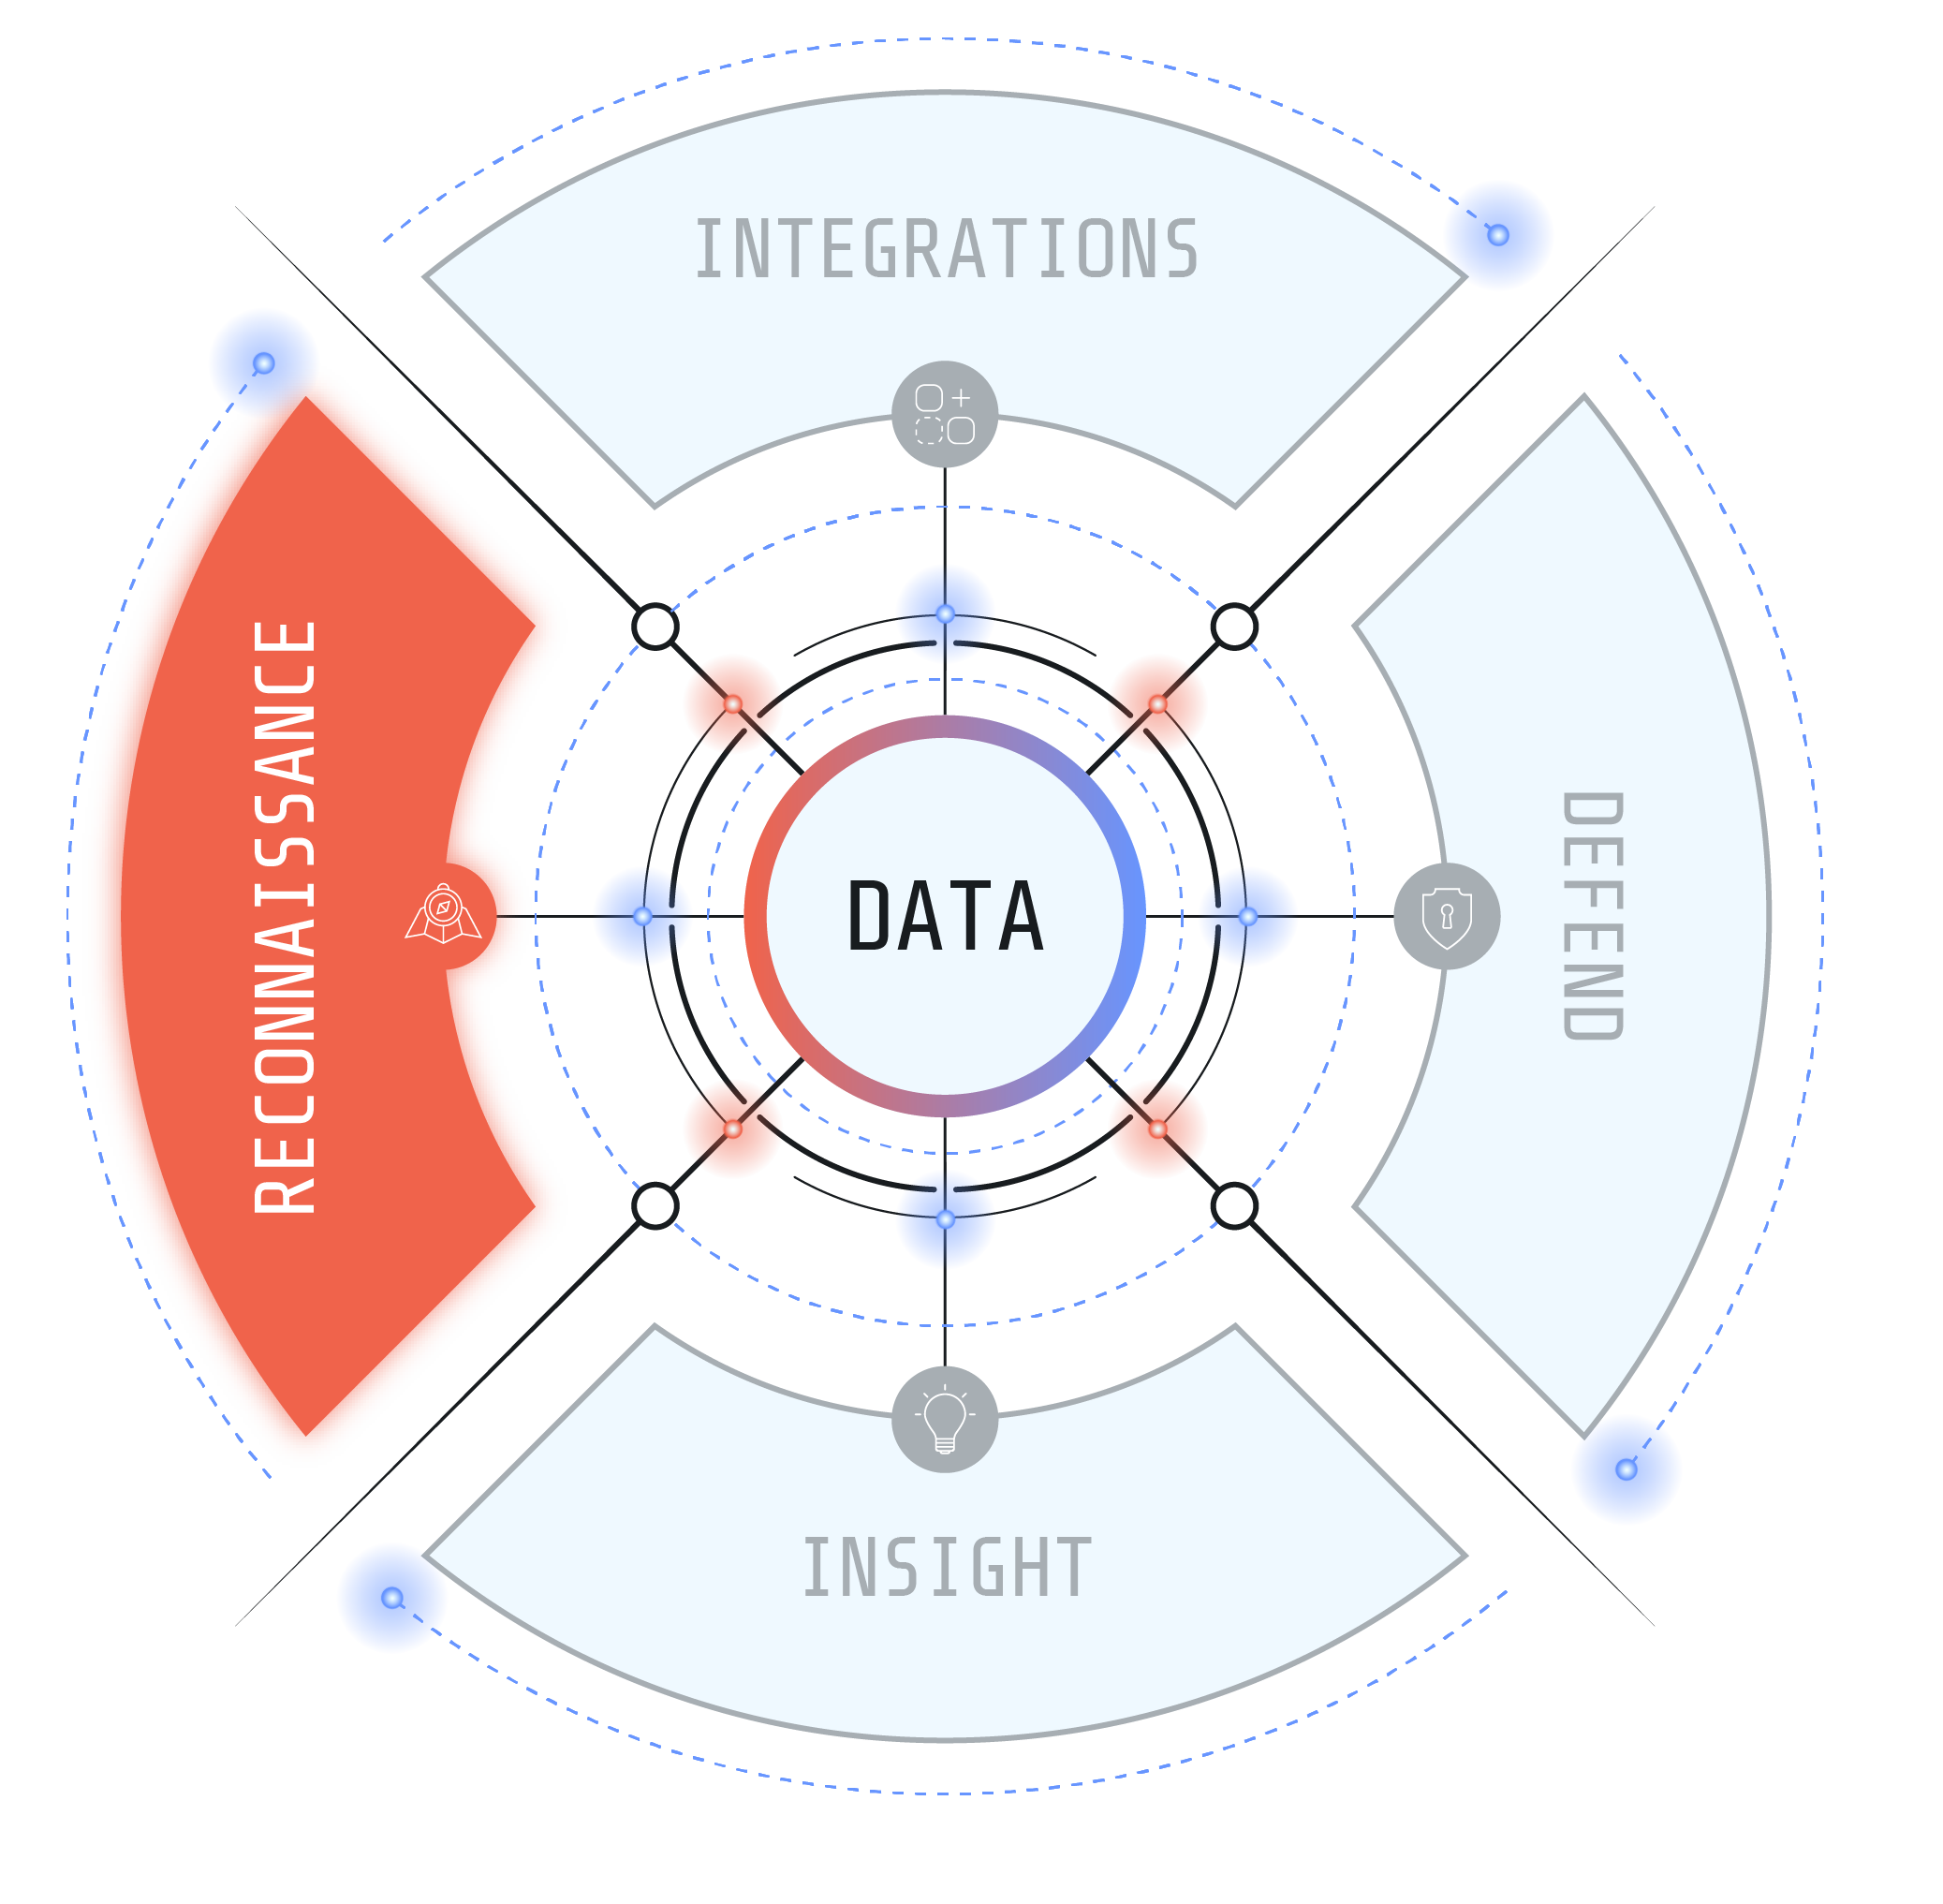 INTEGRATIONS
RECONNAISSANCE
DATA
DEFEND
INSIGHT